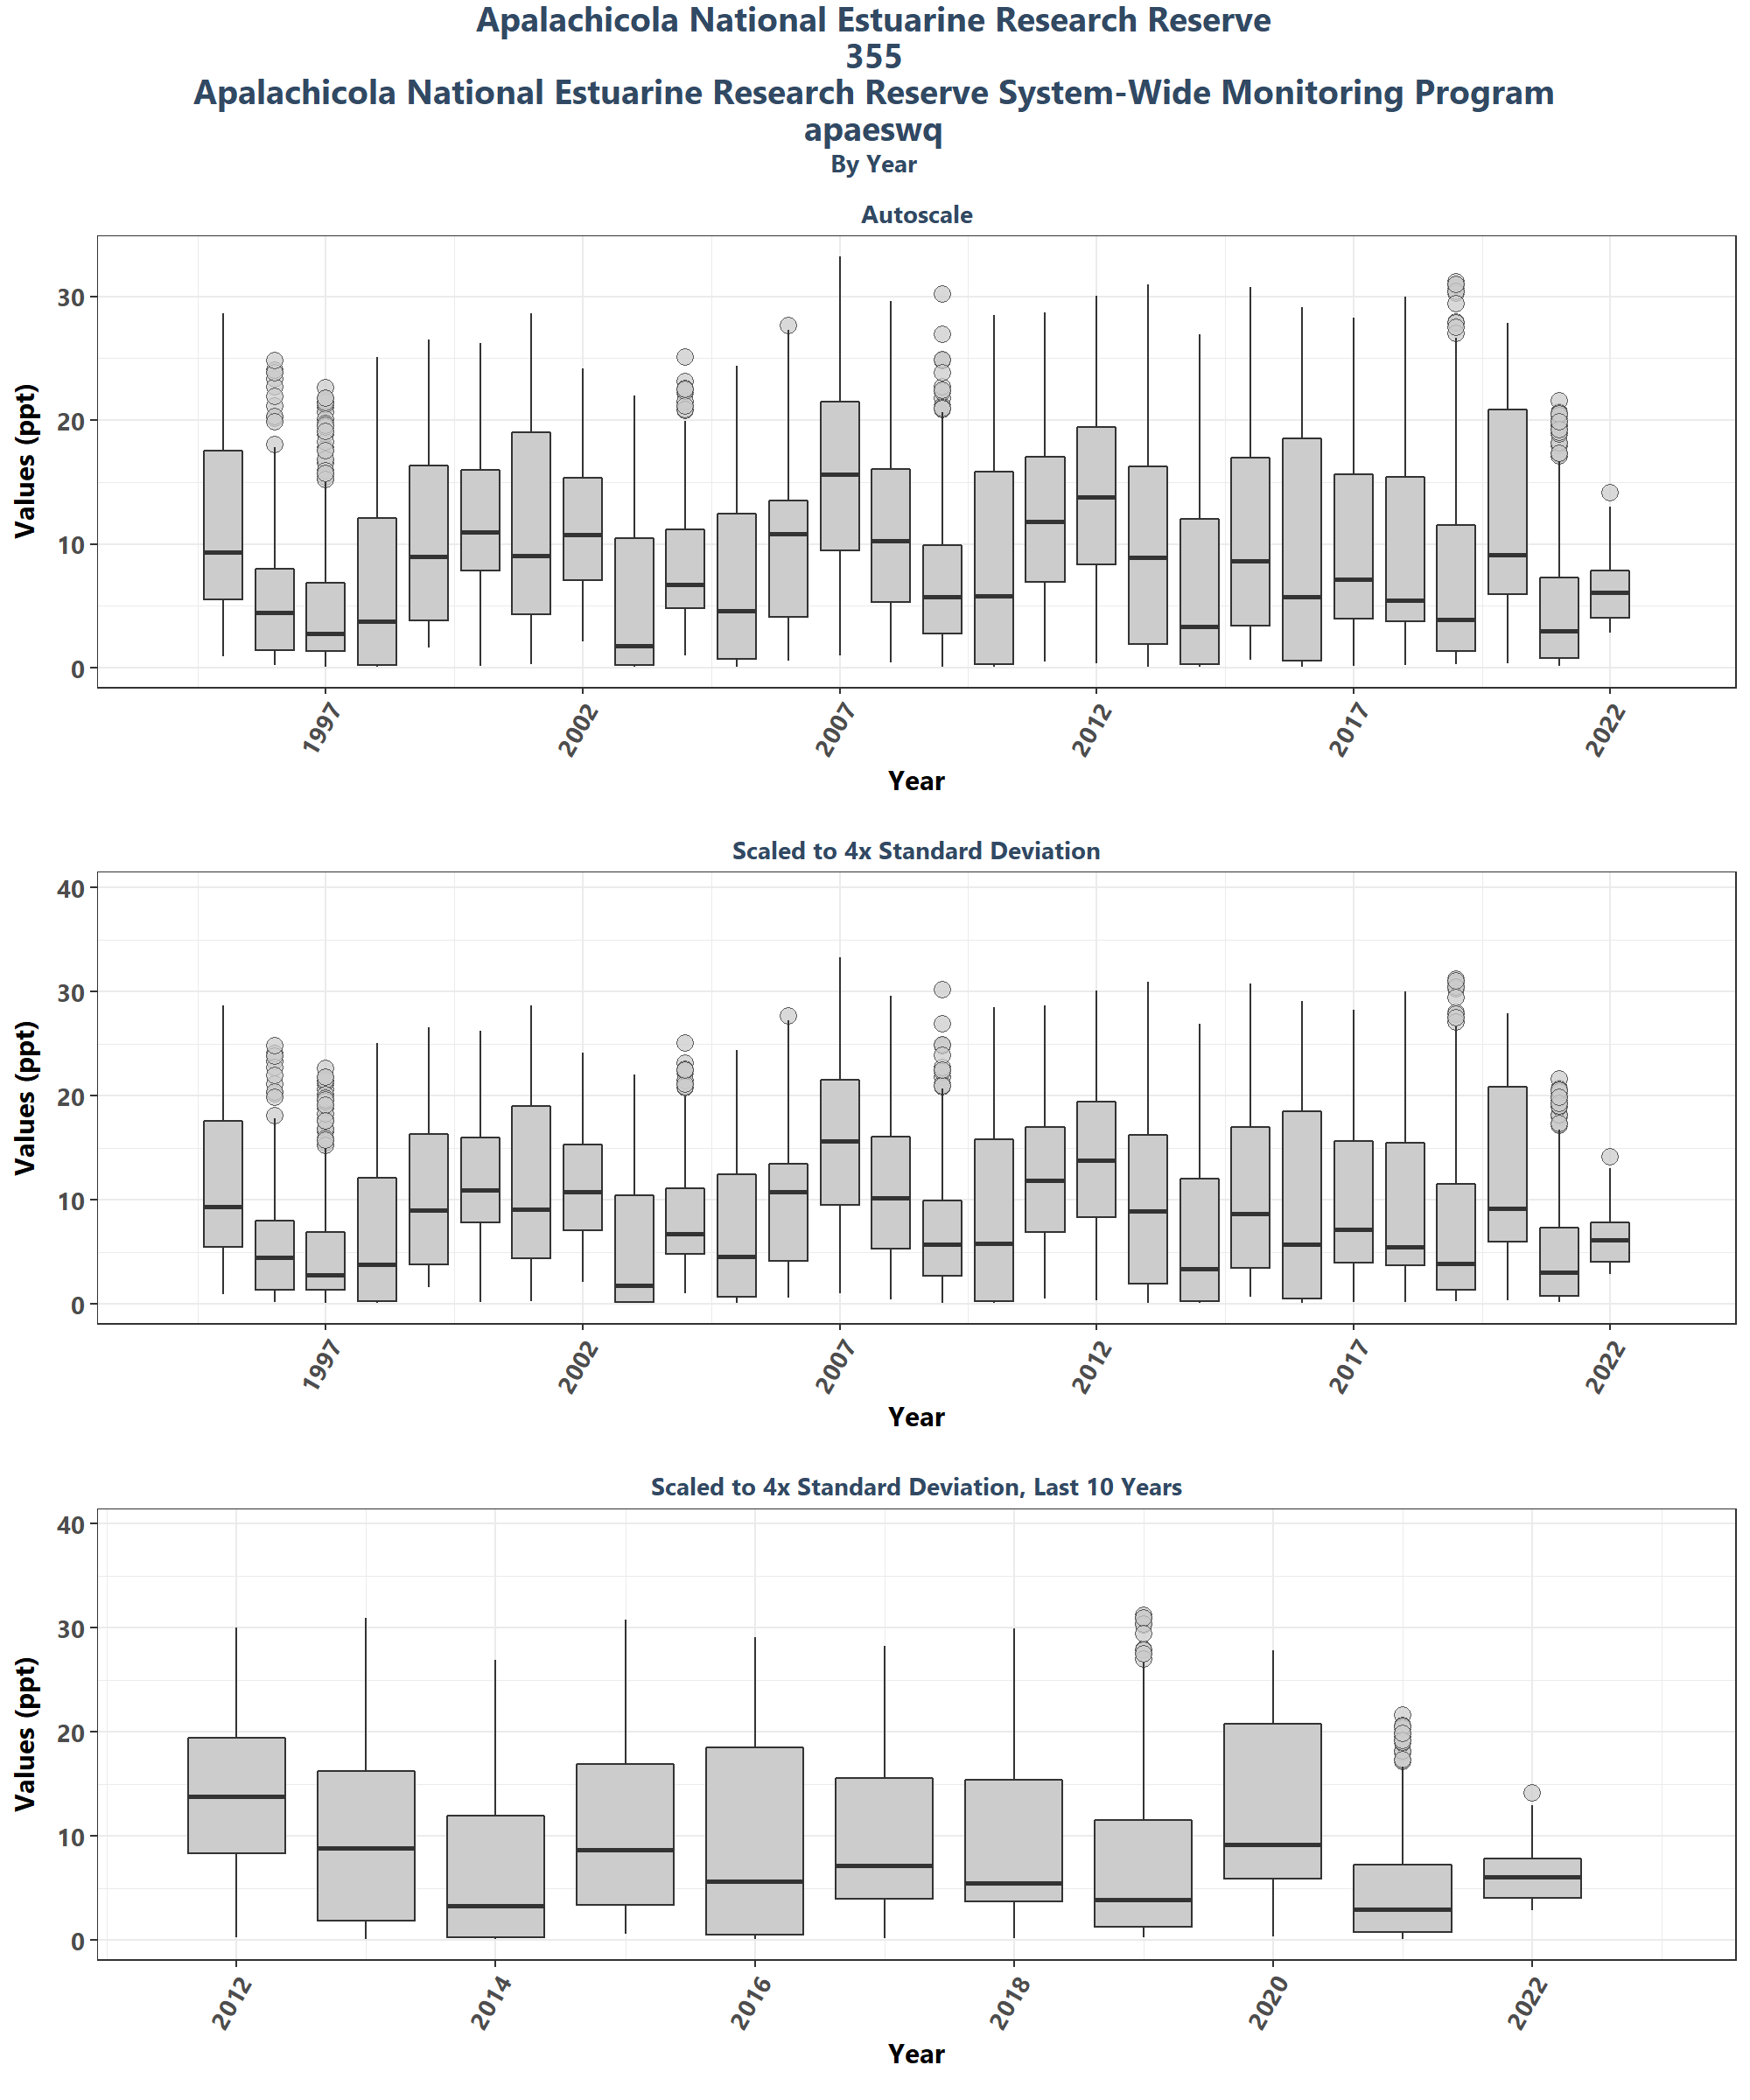 Apalachicola National Estuarine Research Reserve
355
Apalachicola National Estuarine Research Reserve System-Wide Monitoring Program
apaeswq
By Year
Autoscale
Values (ppt)
30
20
10
0
1997
2002
2007
2012
2017
2022
Year
Scaled to 4x Standard Deviation
Values (ppt)
40
30
20
10
0
1997
2002
2007
2012
2017
2022
Year
Scaled to 4x Standard Deviation, Last 10 Years
Values (ppt)
40
30
20
10
0
2012
2014
2016
2018
2020
2022
Year